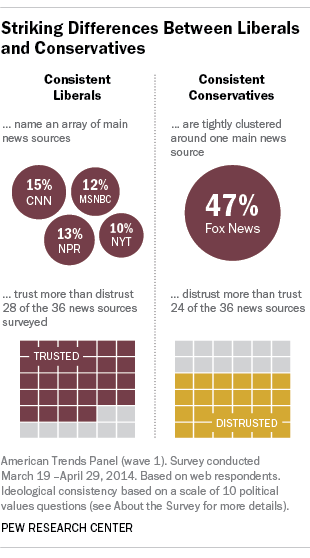 Striking Differences Between Liberals
and Conservatives
Consistent
Liberals
... name an array of main
news sources
15%
CNN
12%
MSNBC
13%
NPR
10%
NYT
... trust more than distrust
28 of the 36 news sources
surveyed
TRUSTED
Consistent
Conservatives
... are tightly clustered
around one main news
source
47%
Fox News
... distrust more than trust
24 of the 36 news sources
DISTRUSTED
American Trends Panel (wave 1). Survey conducted
March 19 –April 29, 2014. Based on web respondents.
Ideological consistency based on a scale of 10 political
values questions (see About the Survey for more details).
PEW RESEARCH CENTER